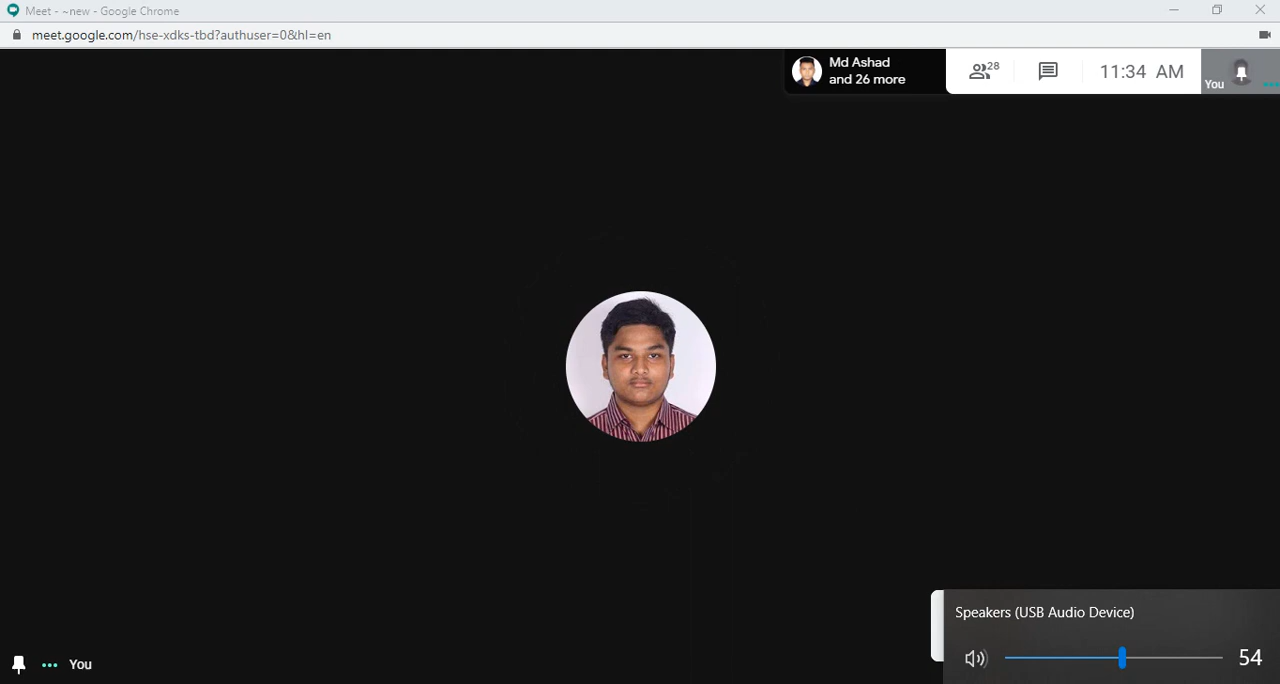 Meet - ~new - Google Chrome
meet.google.com/hse-xdks-tbd?authuser=0&hl=en
Md Ashad
and 26 more
28
11:34 AM
You
You
Speakers (USB Audio Device)
54